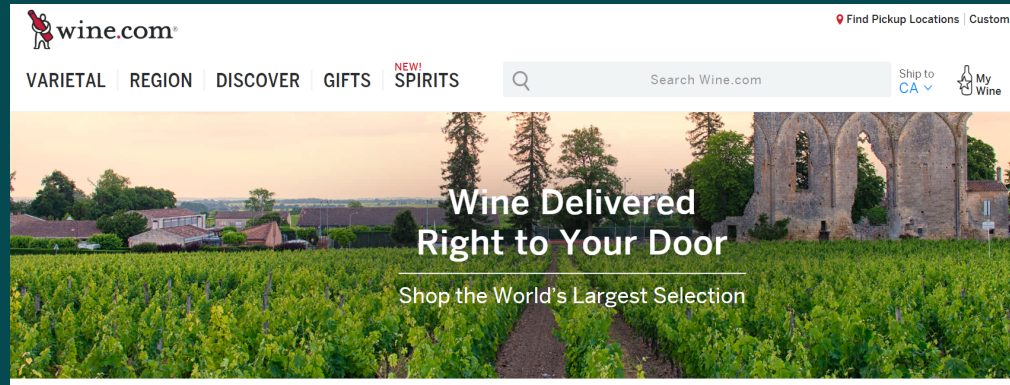 wine.com®
Find Pickup Locations | Custom
VARIETAL
REGION
DISCOVER
GIFTS
NEW!
SPIRITS
Search Wine.com
Ship to
CA
My
Wine
Wine Delivered
Right to Your Door
Shop the World's Largest Selection